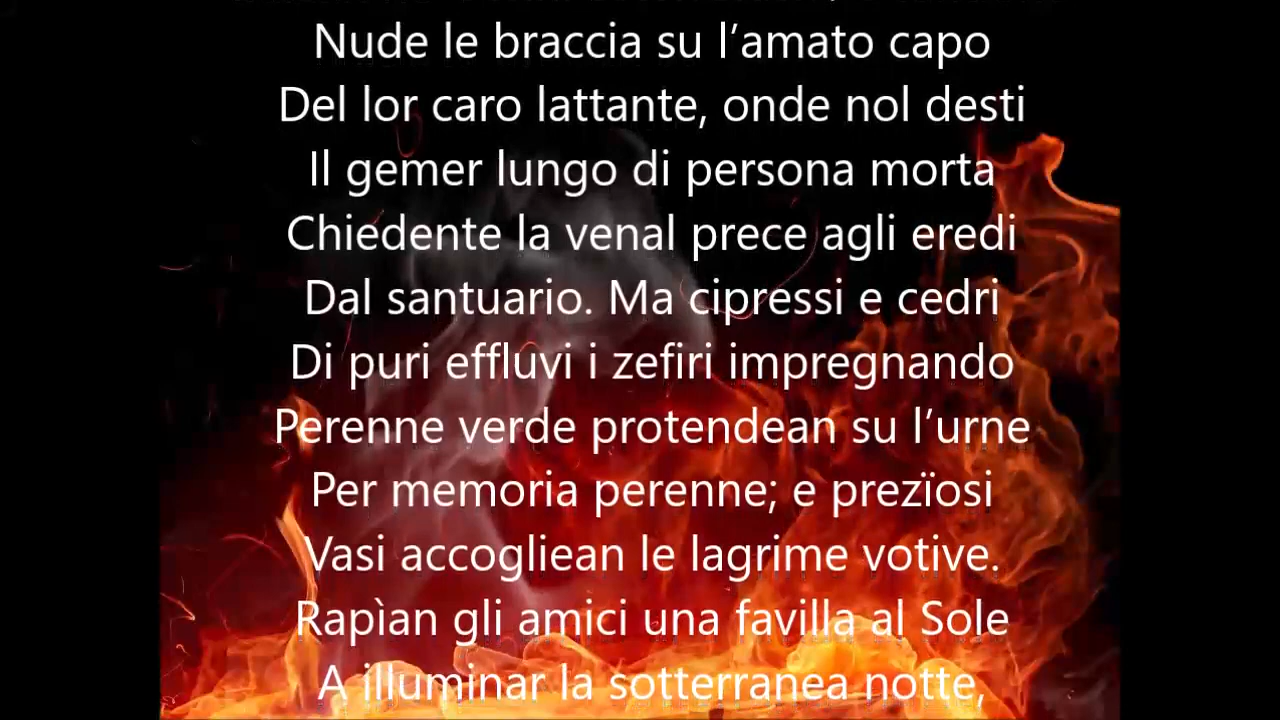 Nude le braccia su l’amato capo
Del lor caro lattante, onde nol desti
Il gemer lungo di persona morta
Chiedente la venal prece agli eredi
Dal santuario. Ma cipressi e cedri
Di puri effluvi i zefiri impregnando
Perenne verde protendean su l’urne
Per memoria perenne; e prezïosi
Vasi accogliean le lagrime votive.
Rapìan gli amici una favilla al Sole
A illuminar la sotterranea notte,